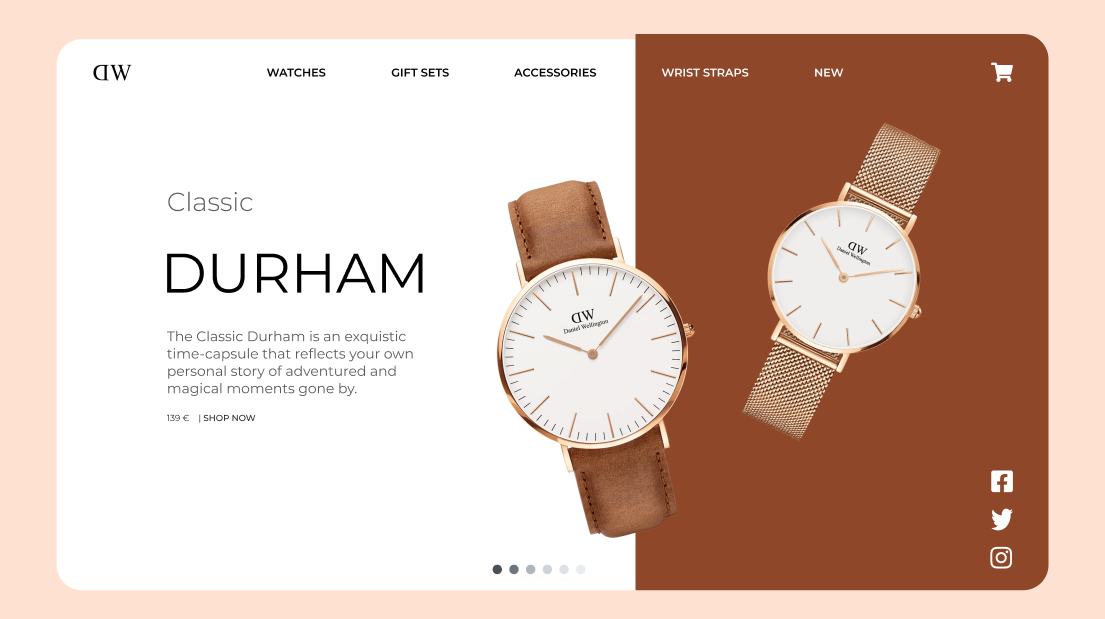 DW
WATCHES GIFT SETS ACCESSORIES WRIST STRAPS NEW
Classic
DURHAM
The Classic Durham is an exquistic
time-capsule that reflects your own
personal story of adventured and
magical moments gone by.
139 € | SHOP NOW
DW
Daniel Wellington
DW
Daniel Wellington